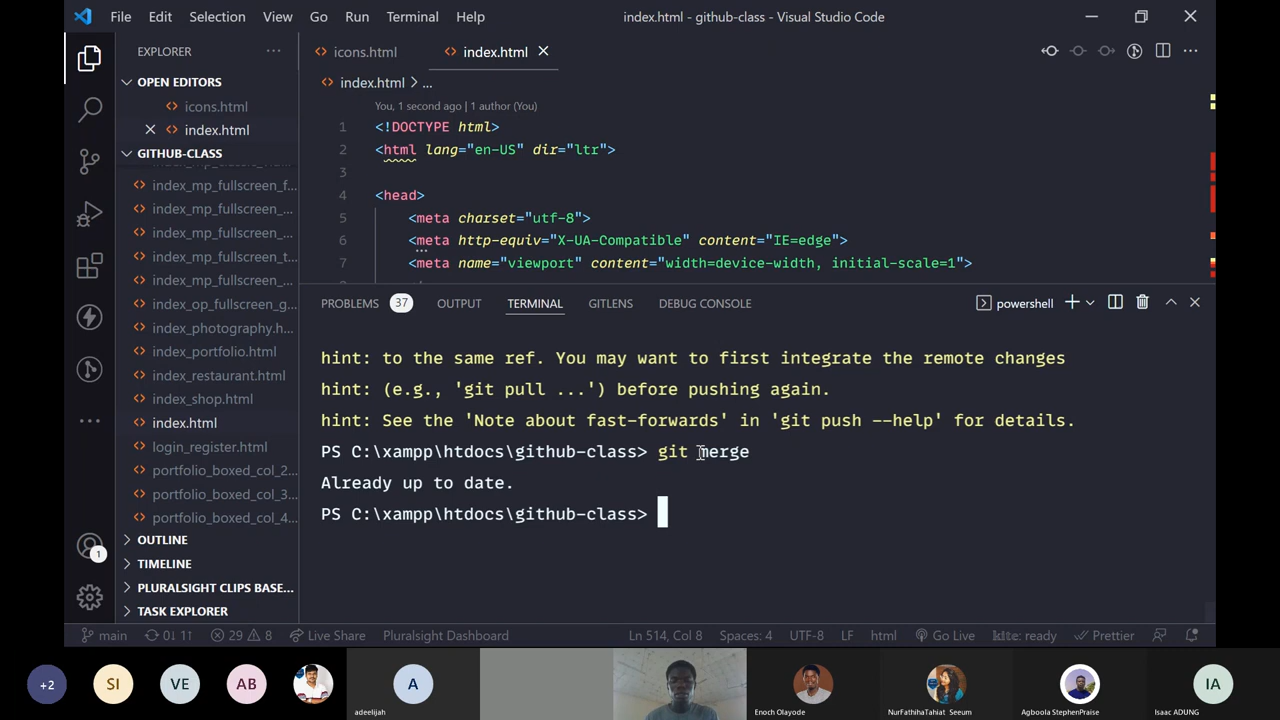 File Edit Selection View Go Run Terminal Help
index.html - github-class - Visual Studio Code
EXPLORER
OPEN EDITORS
icons.html
index.html
GITHUB-CLASS
index_mp_fullscreen_f...
index_mp_fullscreen_...
index_mp_fullscreen_...
index_mp_fullscreen_t...
index_mp_fullscreen_...
index_op_fullscreen_g...
index_photography.h...
index_portfolio.html
index_restaurant.html
index_shop.html
index.html
login_register.html
portfolio_boxed_col_2...
portfolio_boxed_col_3...
portfolio_boxed_col_4...
OUTLINE
TIMELINE
PLURALSIGHT CLIPS BASE...
TASK EXPLORER
icons.html index.html
index.html > ...
You, 1 second ago | 1 author (You)
1 <!DOCTYPE html>
2 <html lang="en-US" dir="ltr">
3
4 <head>
5 <meta charset="utf-8">
6 <meta http-equiv="X-UA-Compatible" content="IE=edge">
7 <meta name="viewport" content="width=device-width, initial-scale=1">
PROBLEMS 37 OUTPUT TERMINAL GITLENS DEBUG CONSOLE powershell
hint: to the same ref. You may want to first integrate the remote changes
hint: (e.g., 'git pull ...') before pushing again.
hint: See the 'Note about fast-forwards' in 'git push --help' for details.
PS C:\xampp\htdocs\github-class> git merge
Already up to date.
PS C:\xampp\htdocs\github-class>
1
main 0↓ 1↑ 29 8 Live Share Pluralsight Dashboard Ln 514, Col 8 Spaces: 4 UTF-8 LF html Go Live kite: ready Prettier
+2 SI VE AB A IA
adeelijah Enoch Olayode NurFathihaTahiat Seeum Agboola StephenPraise Isaac ADUNG